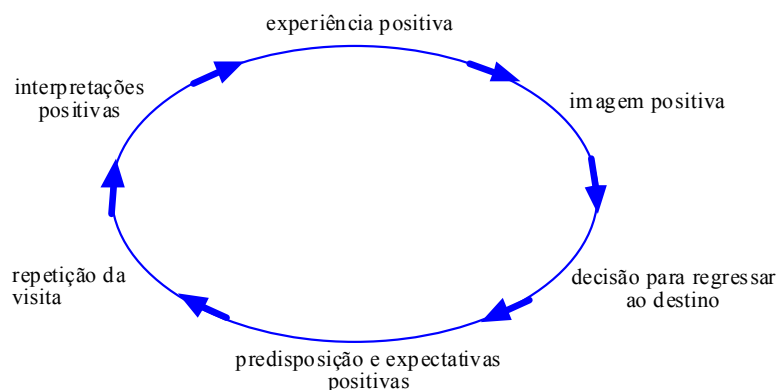 experiência positiva
imagem positiva
decisão para regressar
ao destino
predisposição e expectativas
positivas
repetição da
visita
interpretações
positivas